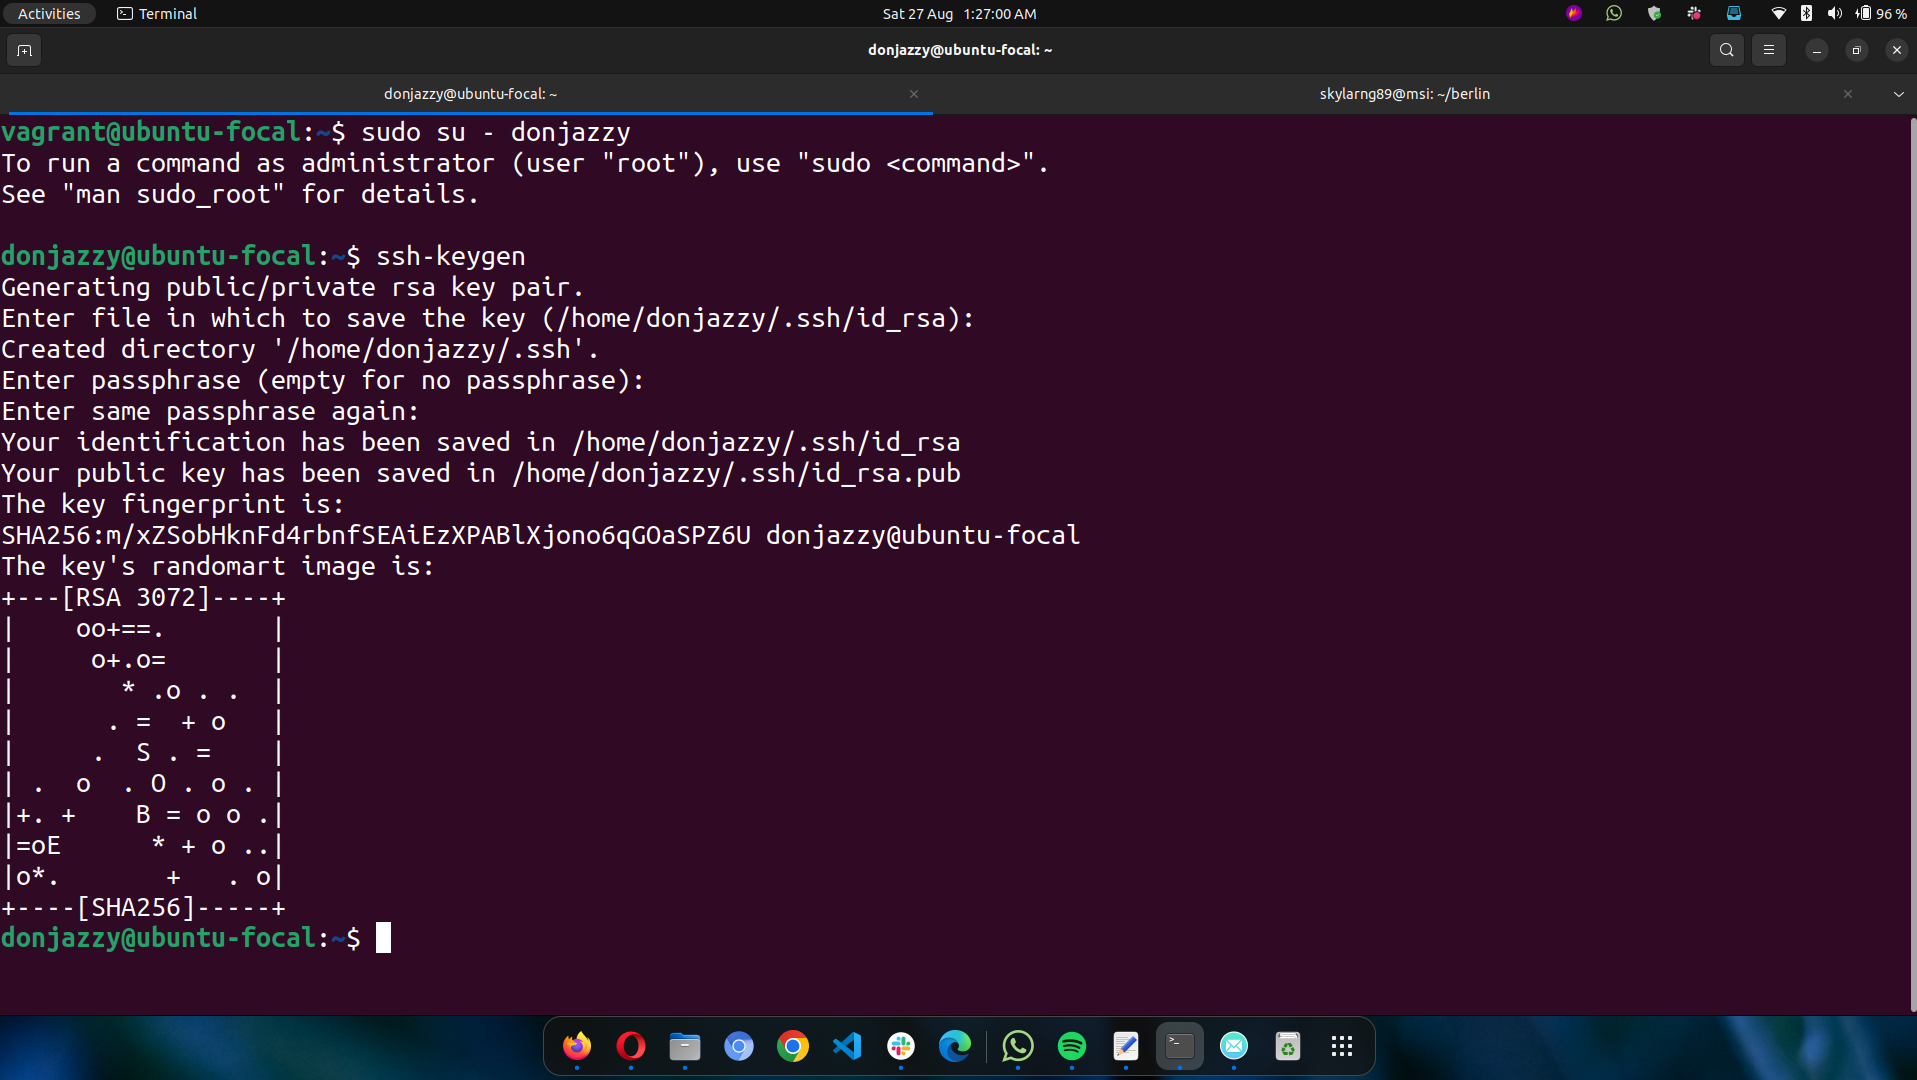 Activities Terminal Sat 27 Aug 1:27:00 AM 96 %
donjazzy@ubuntu-focal: ~
donjazzy@ubuntu-focal: ~ skylarng89@msi: ~/berlin
vagrant@ubuntu-focal:~$ sudo su - donjazzy
To run a command as administrator (user "root"), use "sudo <command>".
See "man sudo_root" for details.

donjazzy@ubuntu-focal:~$ ssh-keygen
Generating public/private rsa key pair.
Enter file in which to save the key (/home/donjazzy/.ssh/id_rsa):
Created directory '/home/donjazzy/.ssh'.
Enter passphrase (empty for no passphrase):
Enter same passphrase again:
Your identification has been saved in /home/donjazzy/.ssh/id_rsa
Your public key has been saved in /home/donjazzy/.ssh/id_rsa.pub
The key fingerprint is:
SHA256:m/xZSobHknFd4rbnfSEAiEzXPABlXjono6qGOaSPZ6U donjazzy@ubuntu-focal
The key's randomart image is:
+---[RSA 3072]----+
|    oo+==.       |
|     o+.o=       |
|       * .o . .  |
|      . =  + o   |
|     .  S . =    |
| .  o  . O . o . |
|+. +    B = o o .|
|=oE      * + o ..|
|o*.       +   . o|
+----[SHA256]-----+
donjazzy@ubuntu-focal:~$